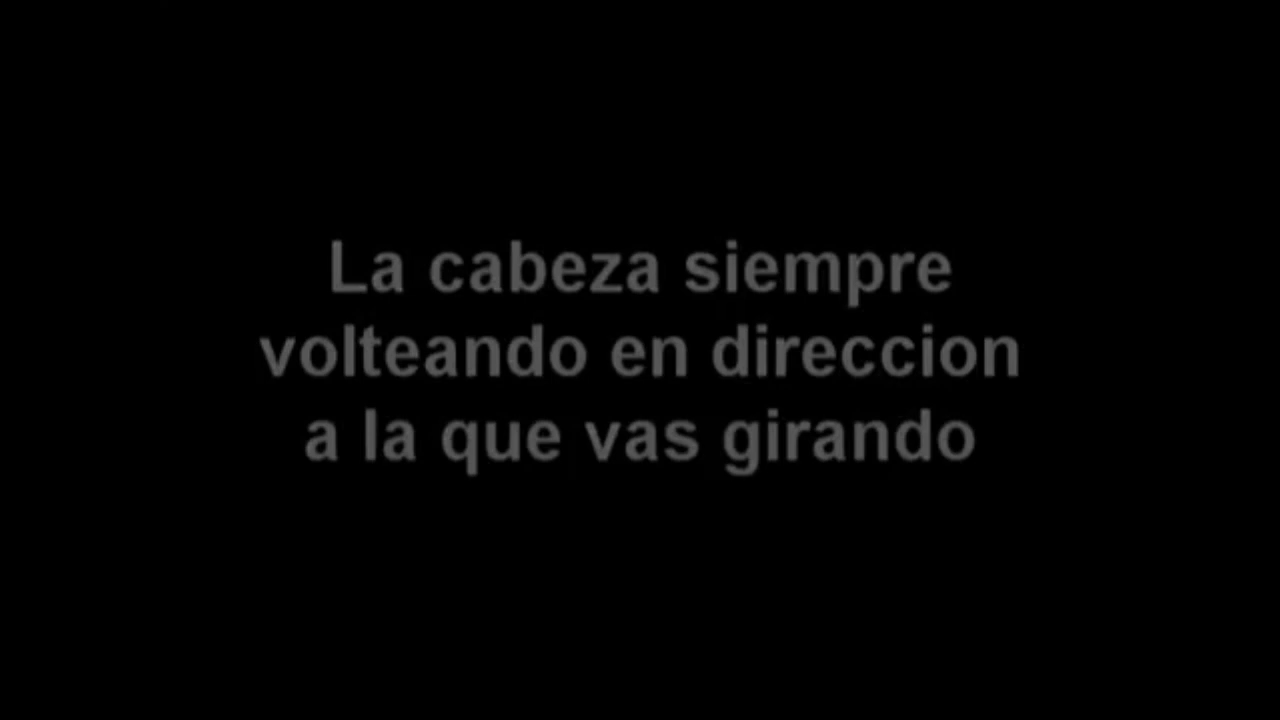 La cabeza siempre
volteando en direccion
a la que vas girando